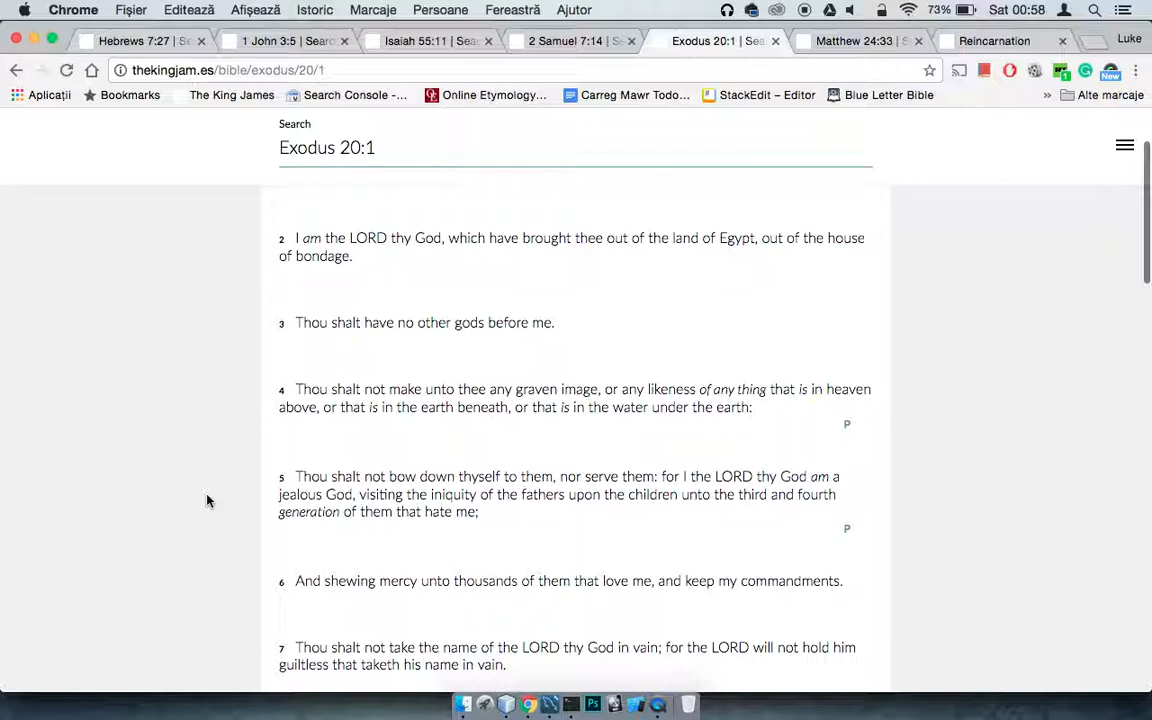 Chrome Fișier Editează Afișează Istoric Marcaje Persoane Fereastră Ajutor 73% Sat 00:58
Hebrews 7:27 | Se 1 John 3:5 | Searc Isaiah 55:11 | Sea 2 Samuel 7:14 | Se Exodus 20:1 | Sea Matthew 24:33 | S Reincarnation Luke
thekingjam.es/bible/exodus/20/1
New
Aplicații Bookmarks The King James Search Console -... Online Etymology... Carreg Mawr Todo... StackEdit – Editor Blue Letter Bible » Alte marcaje
Search
Exodus 20:1
2 I am the LORD thy God, which have brought thee out of the land of Egypt, out of the house
of bondage.
3 Thou shalt have no other gods before me.
4 Thou shalt not make unto thee any graven image, or any likeness of any thing that is in heaven
above, or that is in the earth beneath, or that is in the water under the earth:
P
5 Thou shalt not bow down thyself to them, nor serve them: for I the LORD thy God am a
jealous God, visiting the iniquity of the fathers upon the children unto the third and fourth
generation of them that hate me;
P
6 And shewing mercy unto thousands of them that love me, and keep my commandments.
7 Thou shalt not take the name of the LORD thy God in vain; for the LORD will not hold him
guiltless that taketh his name in vain.
Ps